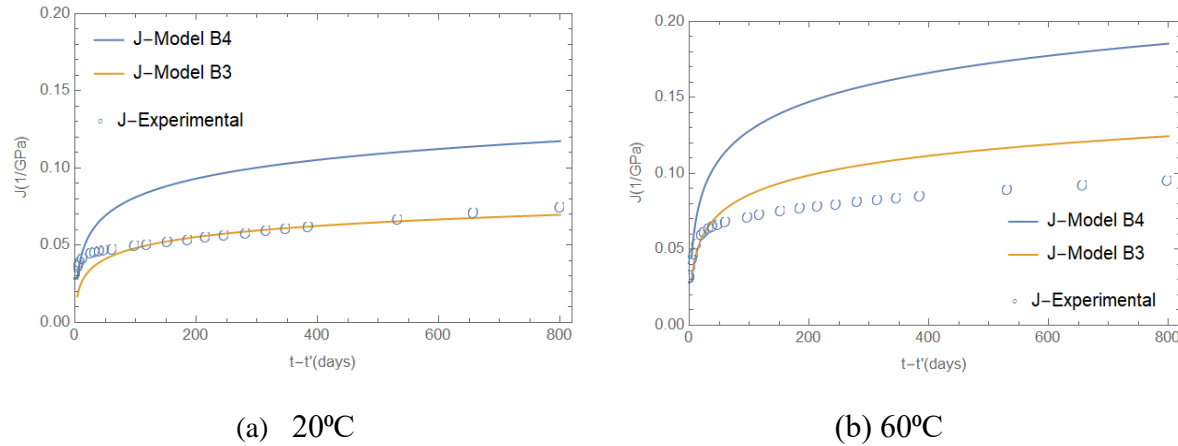 0.20
0.15
0.10
0.05
0.00
J(1/GPa)
J−Model B4
J−Model B3
J−Experimental
0 200 400 600 800
t−t'(days)
(a) 20ºC
0.20
0.15
0.10
0.05
0.00
J(1/GPa)
J−Model B4
J−Model B3
J−Experimental
0 200 400 600 800
t−t'(days)
(b) 60ºC